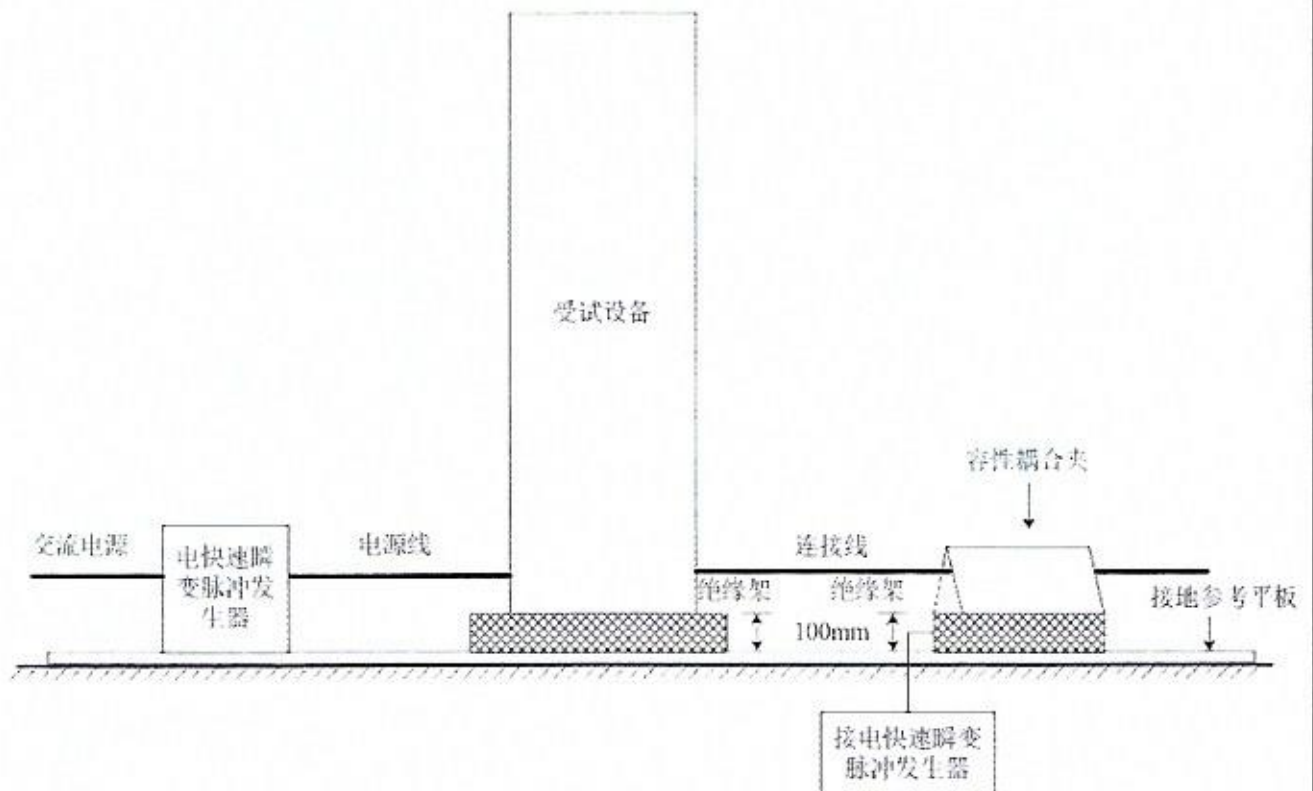 受试设备
容性耦合夹
交流电源
电快速瞬
变脉冲发
生器
电源线
连接线
绝缘架
绝缘架
100mm
接地参考平板
接电快速瞬变
脉冲发生器